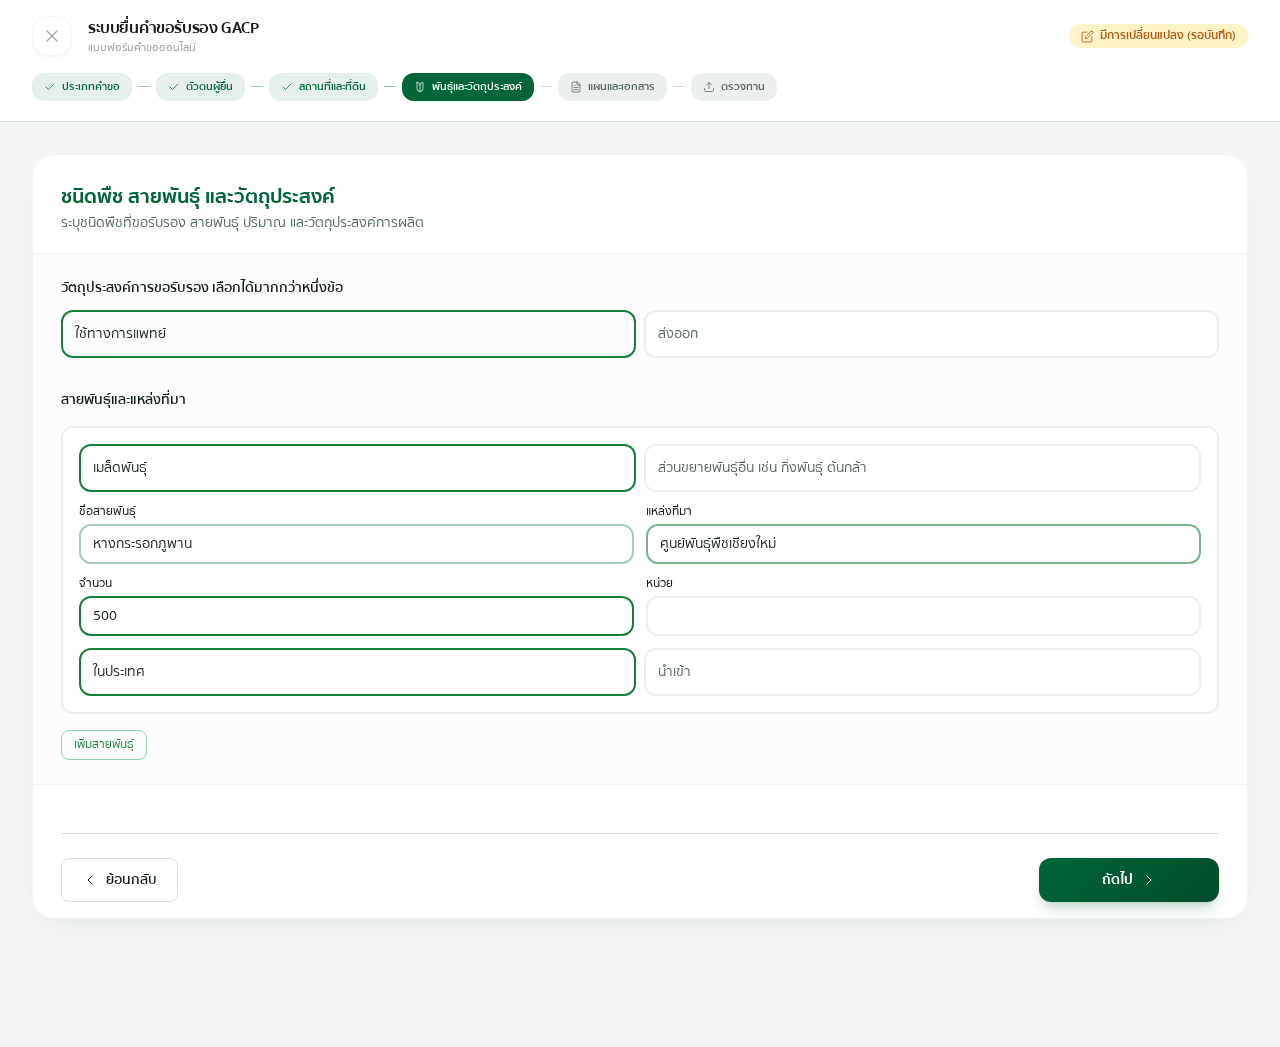 ระบบยื่นคำขอรับรอง GACP
แบบฟอร์มคำขอออนไลน์
มีการเปลี่ยนแปลง (รอบันทึก)
ประเภทคำขอ
ตัวตนผู้ยื่น
สถานที่และที่ดิน
พันธุ์และวัตถุประสงค์
แผนและเอกสาร
ตรวจทาน
ชนิดพืช สายพันธุ์ และวัตถุประสงค์
ระบุชนิดพืชที่ขอรับรอง สายพันธุ์ ปริมาณ และวัตถุประสงค์การผลิต
วัตถุประสงค์การขอรับรอง เลือกได้มากกว่าหนึ่งข้อ
ใช้ทางการแพทย์
ส่งออก
สายพันธุ์และแหล่งที่มา
เมล็ดพันธุ์
ส่วนขยายพันธุ์อื่น เช่น กิ่งพันธุ์ ต้นกล้า
ชื่อสายพันธุ์
แหล่งที่มา
หางกระรอกภูพาน
ศูนย์พันธุ์พืชเชียงใหม่
จำนวน
หน่วย
500
ในประเทศ
นำเข้า
เพิ่มสายพันธุ์
ย้อนกลับ
ถัดไป